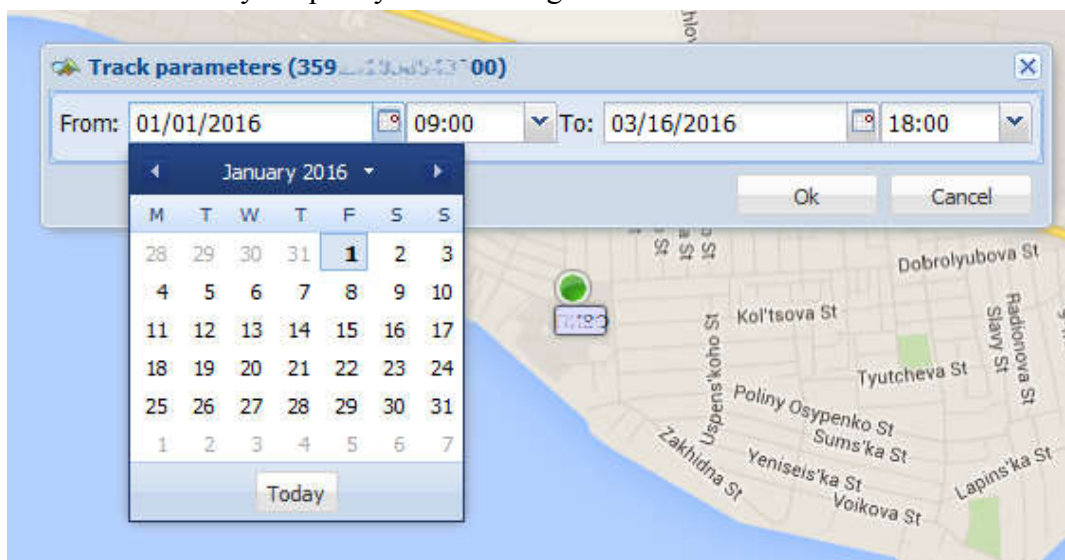 Track parameters (359 00)
From: 01/01/2016 09:00 To: 03/16/2016 18:00
January 2016
M T W T F S S
28 29 30 31 1 2 3
4 5 6 7 8 9 10
11 12 13 14 15 16 17
18 19 20 21 22 23 24
25 26 27 28 29 30 31
1 2 3 4 5 6 7
Today
Ok Cancel
St St St
Dobrolyubova St
Kol'tsova St
Radionova St
Slavy St
Tyutcheva St
Uspens'koho St
Poliny Osypenko St
Sums'ka St
Zakhidna St
Yeniseis'ka St
Voikova St
Lapins'ka St